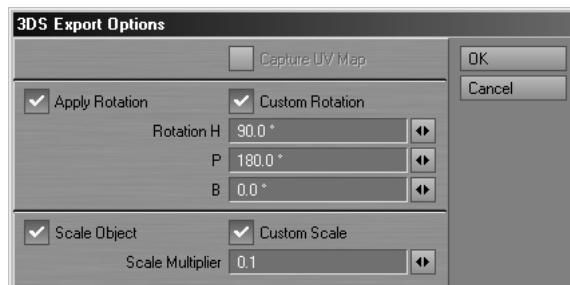 3DS Export Options
Capture UV Map
OK
Cancel
Apply Rotation Custom Rotation
Rotation H 90.0 °
P 180.0 °
B 0.0 °
Scale Object Custom Scale
Scale Multiplier 0.1